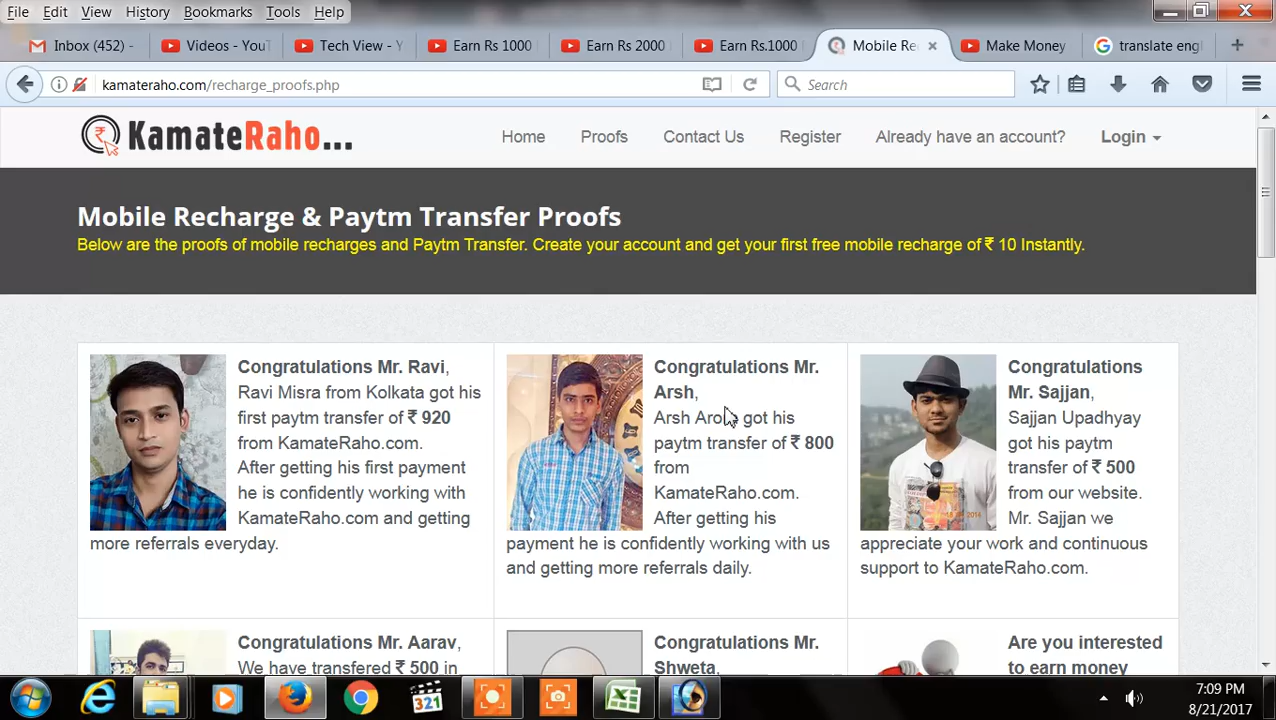 File Edit View History Bookmarks Tools Help
Inbox (452) - Videos - YouT Tech View - Y Earn Rs 1000 Earn Rs 2000 Earn Rs.1000 Mobile Re Make Money translate engl
kamateraho.com/recharge_proofs.php Search
KamateRaho... Home Proofs Contact Us Register Already have an account? Login
Mobile Recharge & Paytm Transfer Proofs
Below are the proofs of mobile recharges and Paytm Transfer. Create your account and get your first free mobile recharge of ₹ 10 Instantly.
Congratulations Mr. Ravi,
Ravi Misra from Kolkata got his
first paytm transfer of ₹ 920
from KamateRaho.com.
After getting his first payment
he is confidently working with
KamateRaho.com and getting
more referrals everyday.
Congratulations Mr.
Arsh,
Arsh got his
paytm transfer of ₹ 800
from
KamateRaho.com.
After getting his
payment he is confidently working with us
and getting more referrals daily.
Congratulations
Mr. Sajjan,
Sajjan Upadhyay
got his paytm
transfer of ₹ 500
from our website.
Mr. Sajjan we
appreciate your work and continuous
support to KamateRaho.com.
Congratulations Mr. Aarav,
We have transfered ₹ 500 in
Congratulations Mr.
Shweta,
Are you interested
to earn money
321
7:09 PM
8/21/2017